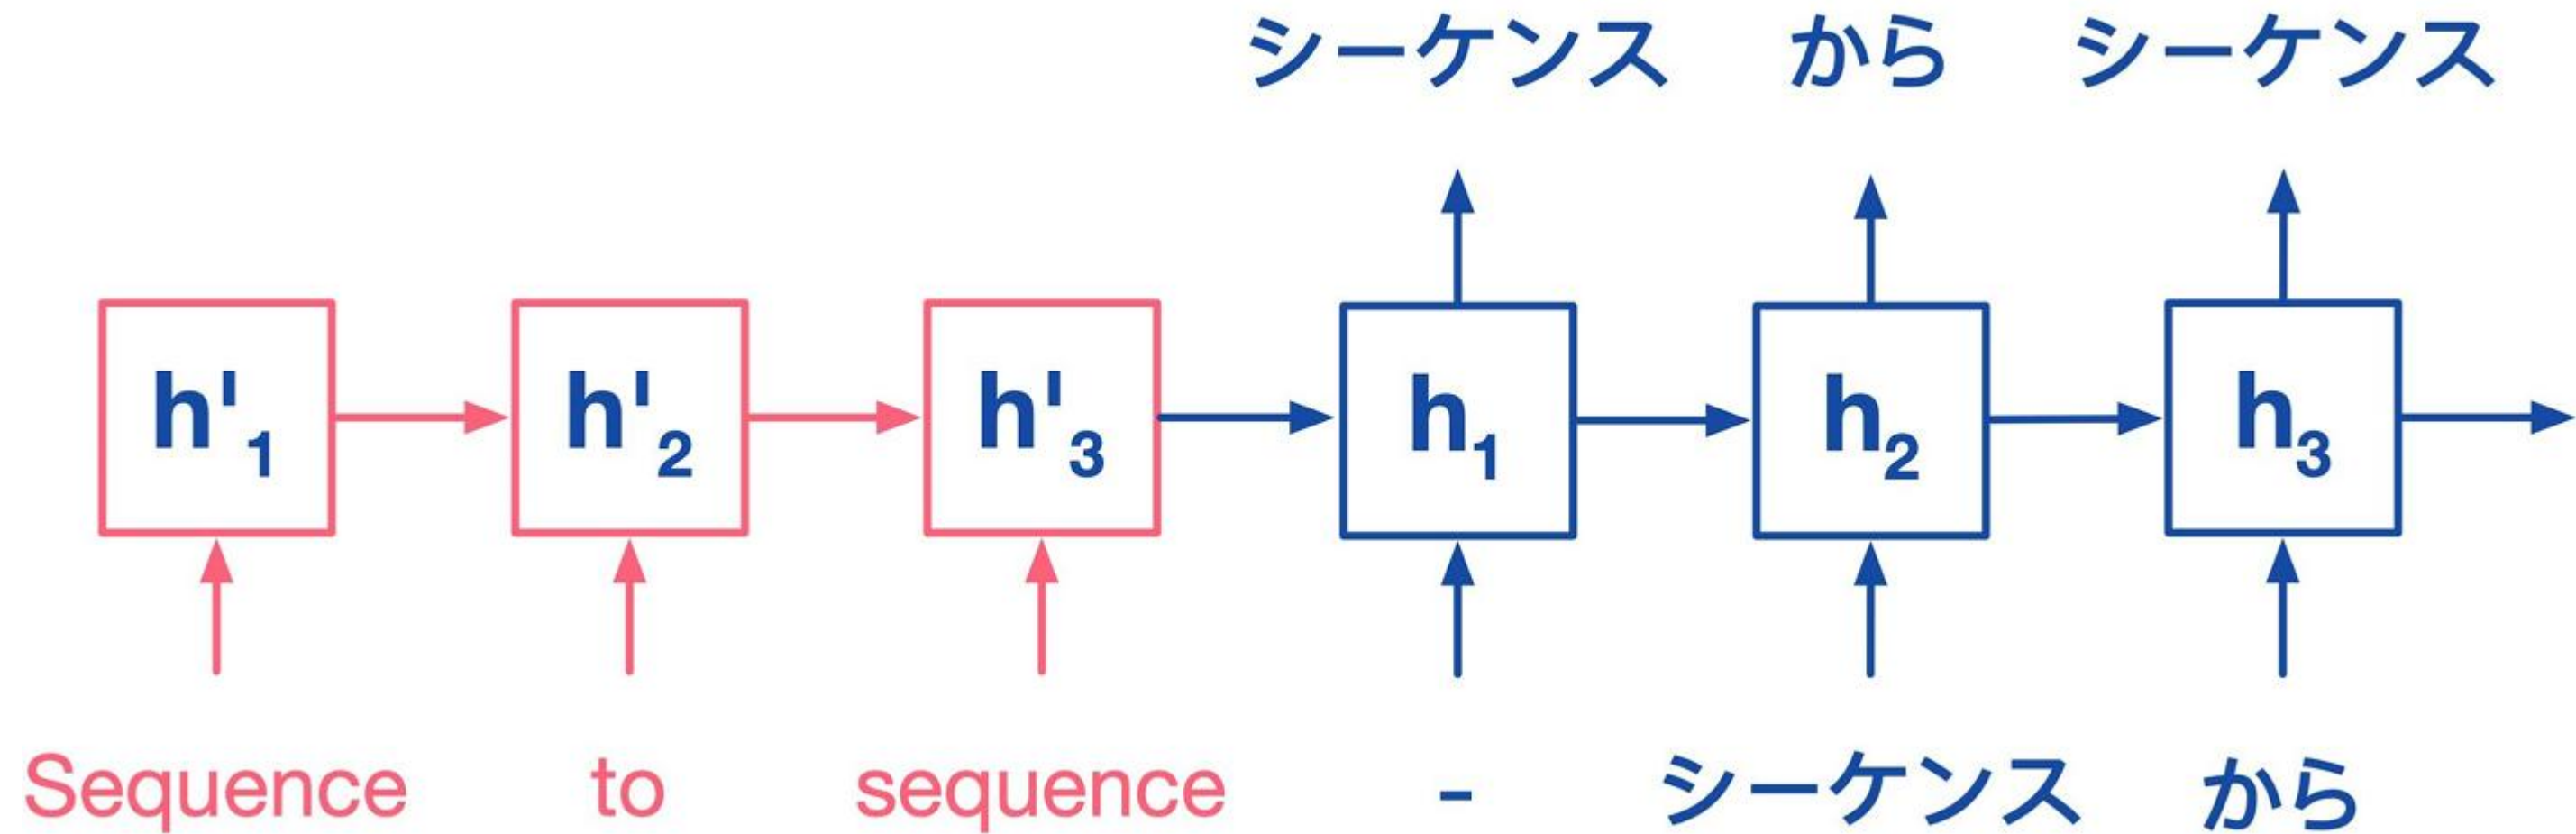 シーケンス から シーケンス
h'1 h'2 h'3 h1 h2 h3
Sequence to sequence - シーケンス から